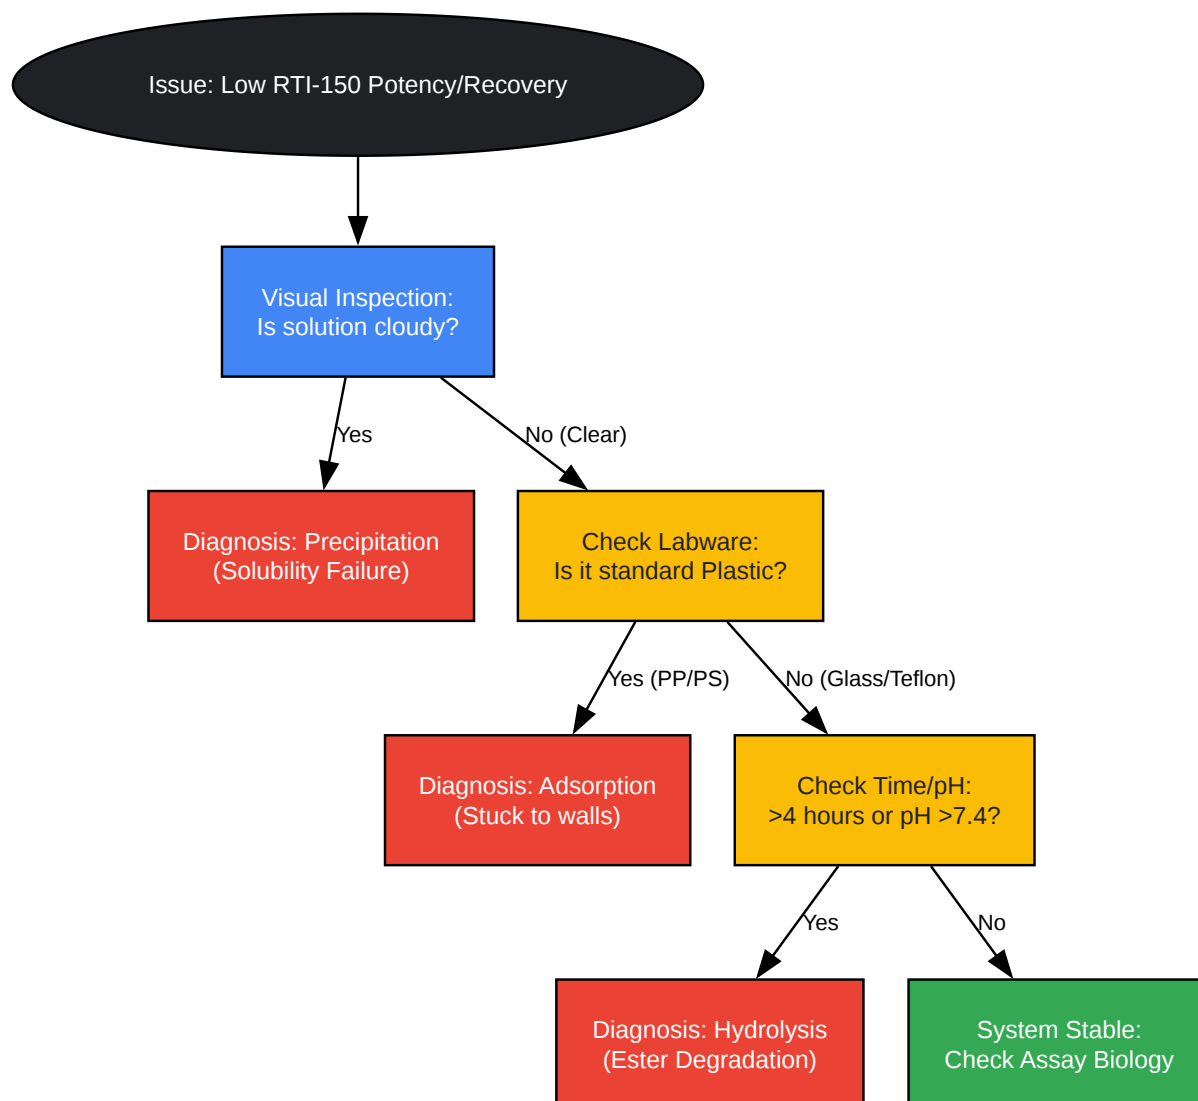 Issue: Low RTI-150 Potency/Recovery
Visual Inspection:
Is solution cloudy?
Yes
No (Clear)
Diagnosis: Precipitation
(Solubility Failure)
Check Labware:
Is it standard Plastic?
Yes (PP/PS)
No (Glass/Teflon)
Diagnosis: Adsorption
(Stuck to walls)
Check Time/pH:
>4 hours or pH >7.4?
Yes
No
Diagnosis: Hydrolysis
(Ester Degradation)
System Stable:
Check Assay Biology